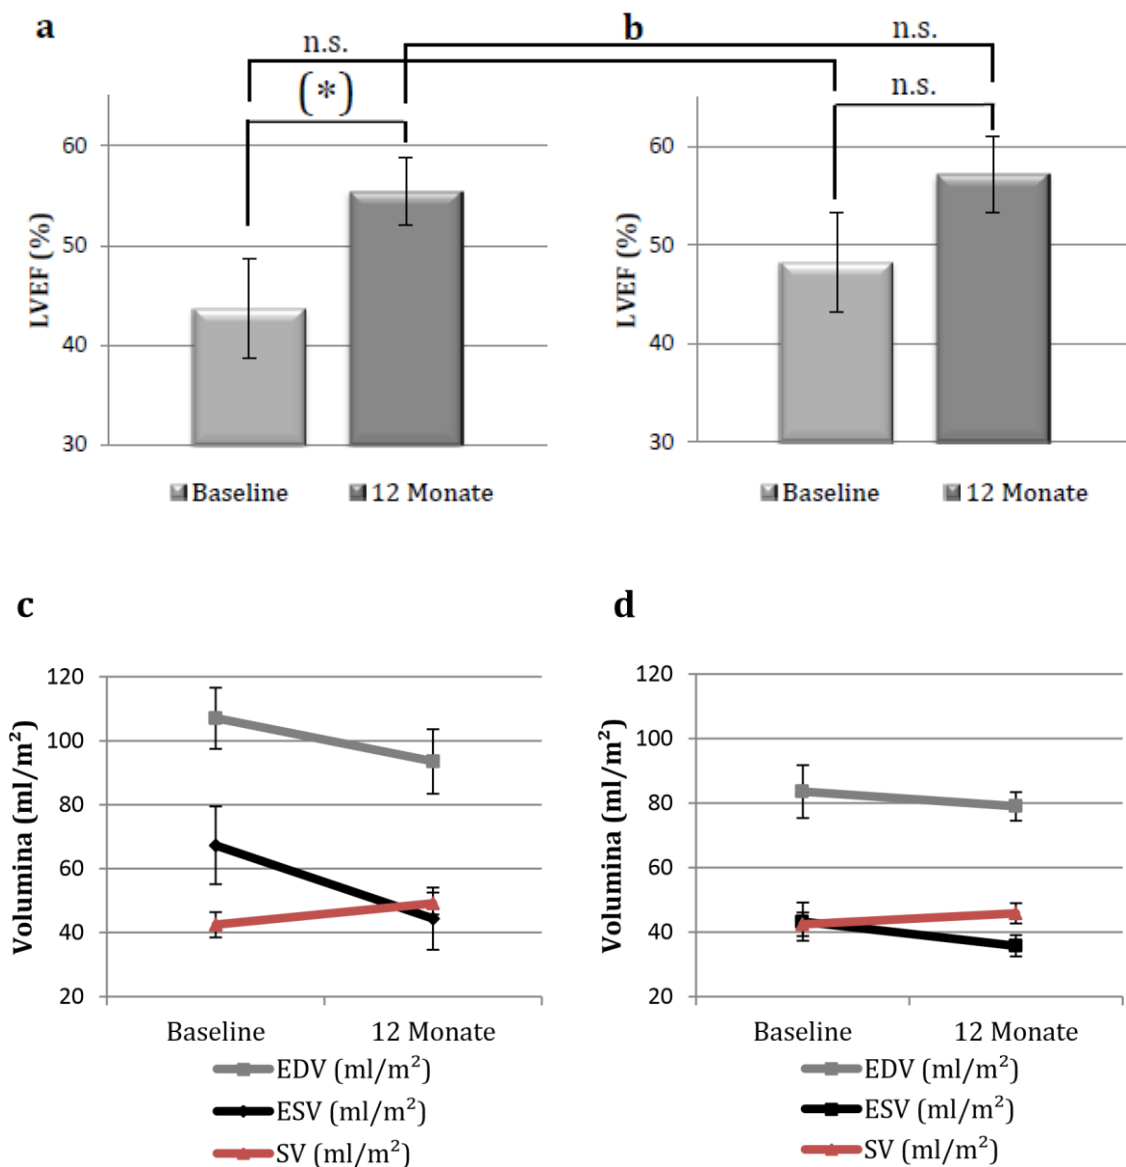 a
b
n.s.
n.s.
(*)
n.s.
60
50
40
30
LVEF (%)
Baseline
12 Monate
60
50
40
30
LVEF (%)
Baseline
12 Monate
c
120
100
80
60
40
20
Volumina (ml/m²)
Baseline
12 Monate
EDV (ml/m²)
ESV (ml/m²)
SV (ml/m²)
d
120
100
80
60
40
20
Volumina (ml/m²)
Baseline
12 Monate
EDV (ml/m²)
ESV (ml/m²)
SV (ml/m²)